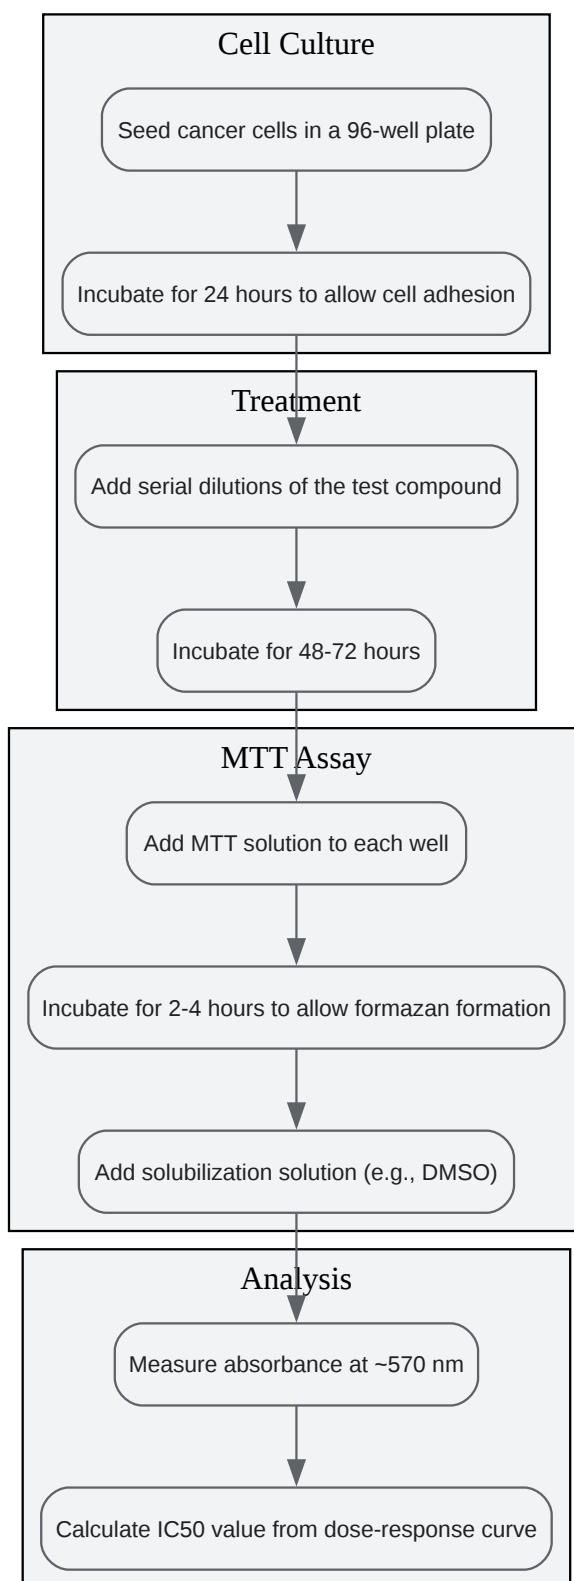 Cell Culture
Seed cancer cells in a 96-well plate
Incubate for 24 hours to allow cell adhesion
Treatment
Add serial dilutions of the test compound
Incubate for 48-72 hours
MTT Assay
Add MTT solution to each well
Incubate for 2-4 hours to allow formazan formation
Add solubilization solution (e.g., DMSO)
Analysis
Measure absorbance at ~570 nm
Calculate IC50 value from dose-response curve